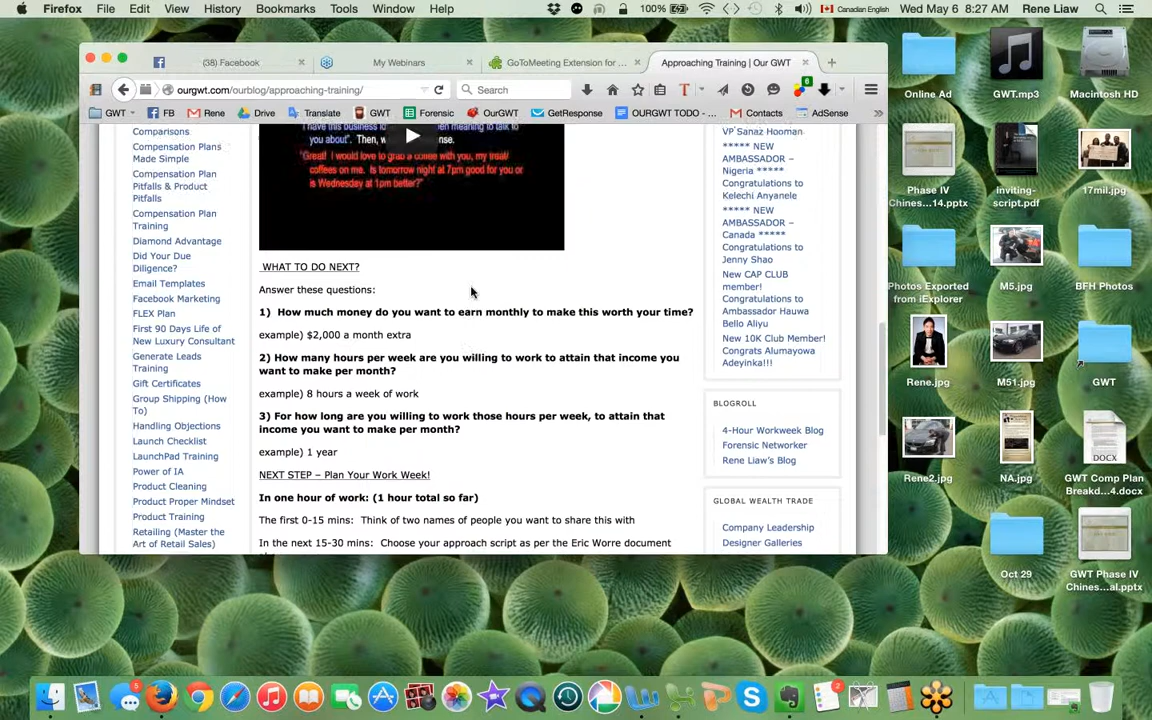 Firefox File Edit View History Bookmarks Tools Window Help 100% Canadian English Wed May 6 8:27 AM Rene Liaw
(38) Facebook My Webinars GoToMeeting Extension for ... Approaching Training | Our GWT
ourgwt.com/ourblog/approaching-training/ Search 6
GWT FB Rene Drive Translate GWT Forensic OurGWT GetResponse OURGWT TODO - ... Contacts AdSense
Comparisons
Compensation Plans
Made Simple
Compensation Plan
Pitfalls & Product
Pitfalls
Compensation Plan
Training
Diamond Advantage
Did Your Due
Diligence?
Email Templates
Facebook Marketing
FLEX Plan
First 90 Days Life of
New Luxury Consultant
Generate Leads
Training
Gift Certificates
Group Shipping (How
To)
Handling Objections
Launch Checklist
LaunchPad Training
Power of IA
Product Cleaning
Product Proper Mindset
Product Training
Retailing (Master the
Art of Retail Sales)
"I have this business meaning to talk
to you about". Then, w nse.
"Great! I would love to grab a coffee with you, my treat/
coffees on me. Is tomorrow night at 7pm good for you or
is Wednesday at 1pm better?"
WHAT TO DO NEXT?
Answer these questions:
1) How much money do you want to earn monthly to make this worth your time?
example) $2,000 a month extra
2) How many hours per week are you willing to work to attain that income you
want to make per month?
example) 8 hours a week of work
3) For how long are you willing to work those hours per week, to attain that
income you want to make per month?
example) 1 year
NEXT STEP – Plan Your Work Week!
In one hour of work: (1 hour total so far)
The first 0-15 mins: Think of two names of people you want to share this with
In the next 15-30 mins: Choose your approach script as per the Eric Worre document
VP Sanaz Hooman
***** NEW
AMBASSADOR –
Nigeria *****
Congratulations to
Kelechi Anyanele
***** NEW
AMBASSADOR –
Canada *****
Congratulations to
Jenny Shao
New CAP CLUB
member!
Congratulations to
Ambassador Hauwa
Bello Aliyu
New 10K Club Member!
Congrats Alumayowa
Adeyinka!!!
BLOGROLL
4-Hour Workweek Blog
Forensic Networker
Rene Liaw's Blog
GLOBAL WEALTH TRADE
Company Leadership
Designer Galleries
Online Ad GWT.mp3 Macintosh HD
Phase IV
Chines...14.pptx
inviting-
script.pdf
17mil.jpg
Photos Exported
from iExplorer
M5.jpg BFH Photos
Rene.jpg M51.jpg GWT
DOCX
Rene2.jpg NA.jpg GWT Comp Plan
Breakd...4.docx
Oct 29 GWT Phase IV
Chines...al.pptx
5 2